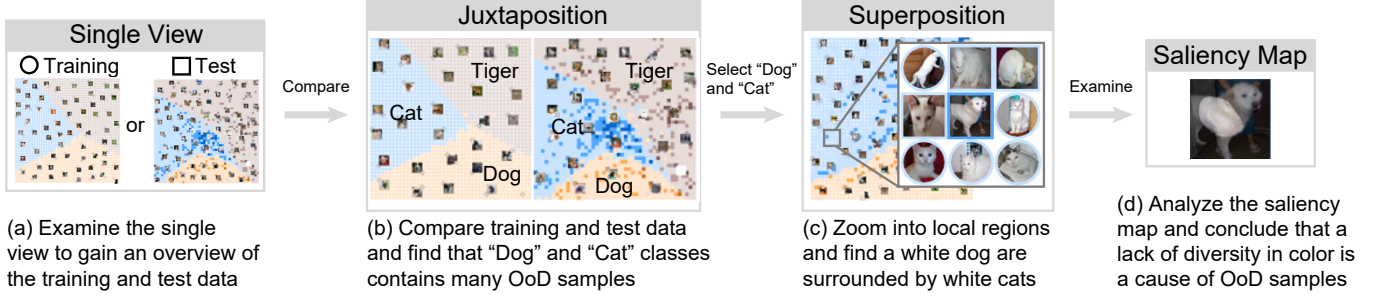 Single View
Training
Test
or
Compare
Juxtaposition
Tiger
Cat
Dog
Tiger
Cat
Dog
Select “Dog”
and “Cat”
Superposition
Examine
Saliency Map
(a) Examine the single
view to gain an overview of
the training and test data
(b) Compare training and test data
and find that “Dog” and “Cat” classes
contains many OoD samples
(c) Zoom into local regions
and find a white dog are
surrounded by white cats
(d) Analyze the saliency
map and conclude that a
lack of diversity in color is
a cause of OoD samples